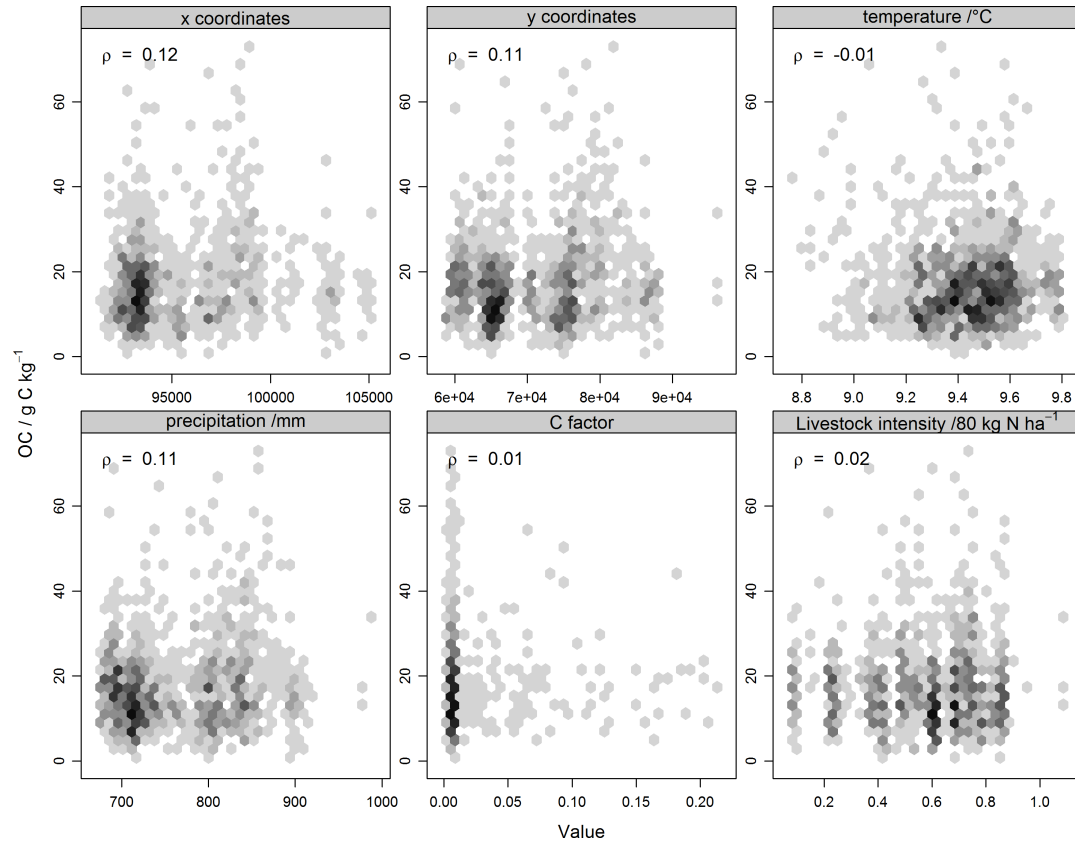 x coordinates
y coordinates
temperature /°C
ρ = 0.12
ρ = 0.11
ρ = -0.01
0
20
40
60
0
20
40
60
0
20
40
60
95000
100000
105000
6e+04
7e+04
8e+04
9e+04
8.8
9.0
9.2
9.4
9.6
9.8
OC / g C kg⁻¹
precipitation /mm
C factor
Livestock intensity /80 kg N ha⁻¹
ρ = 0.11
ρ = 0.01
ρ = 0.02
0
20
40
60
0
20
40
60
0
20
40
60
700
800
900
1000
0.00
0.05
0.10
0.15
0.20
0.2
0.4
0.6
0.8
1.0
Value